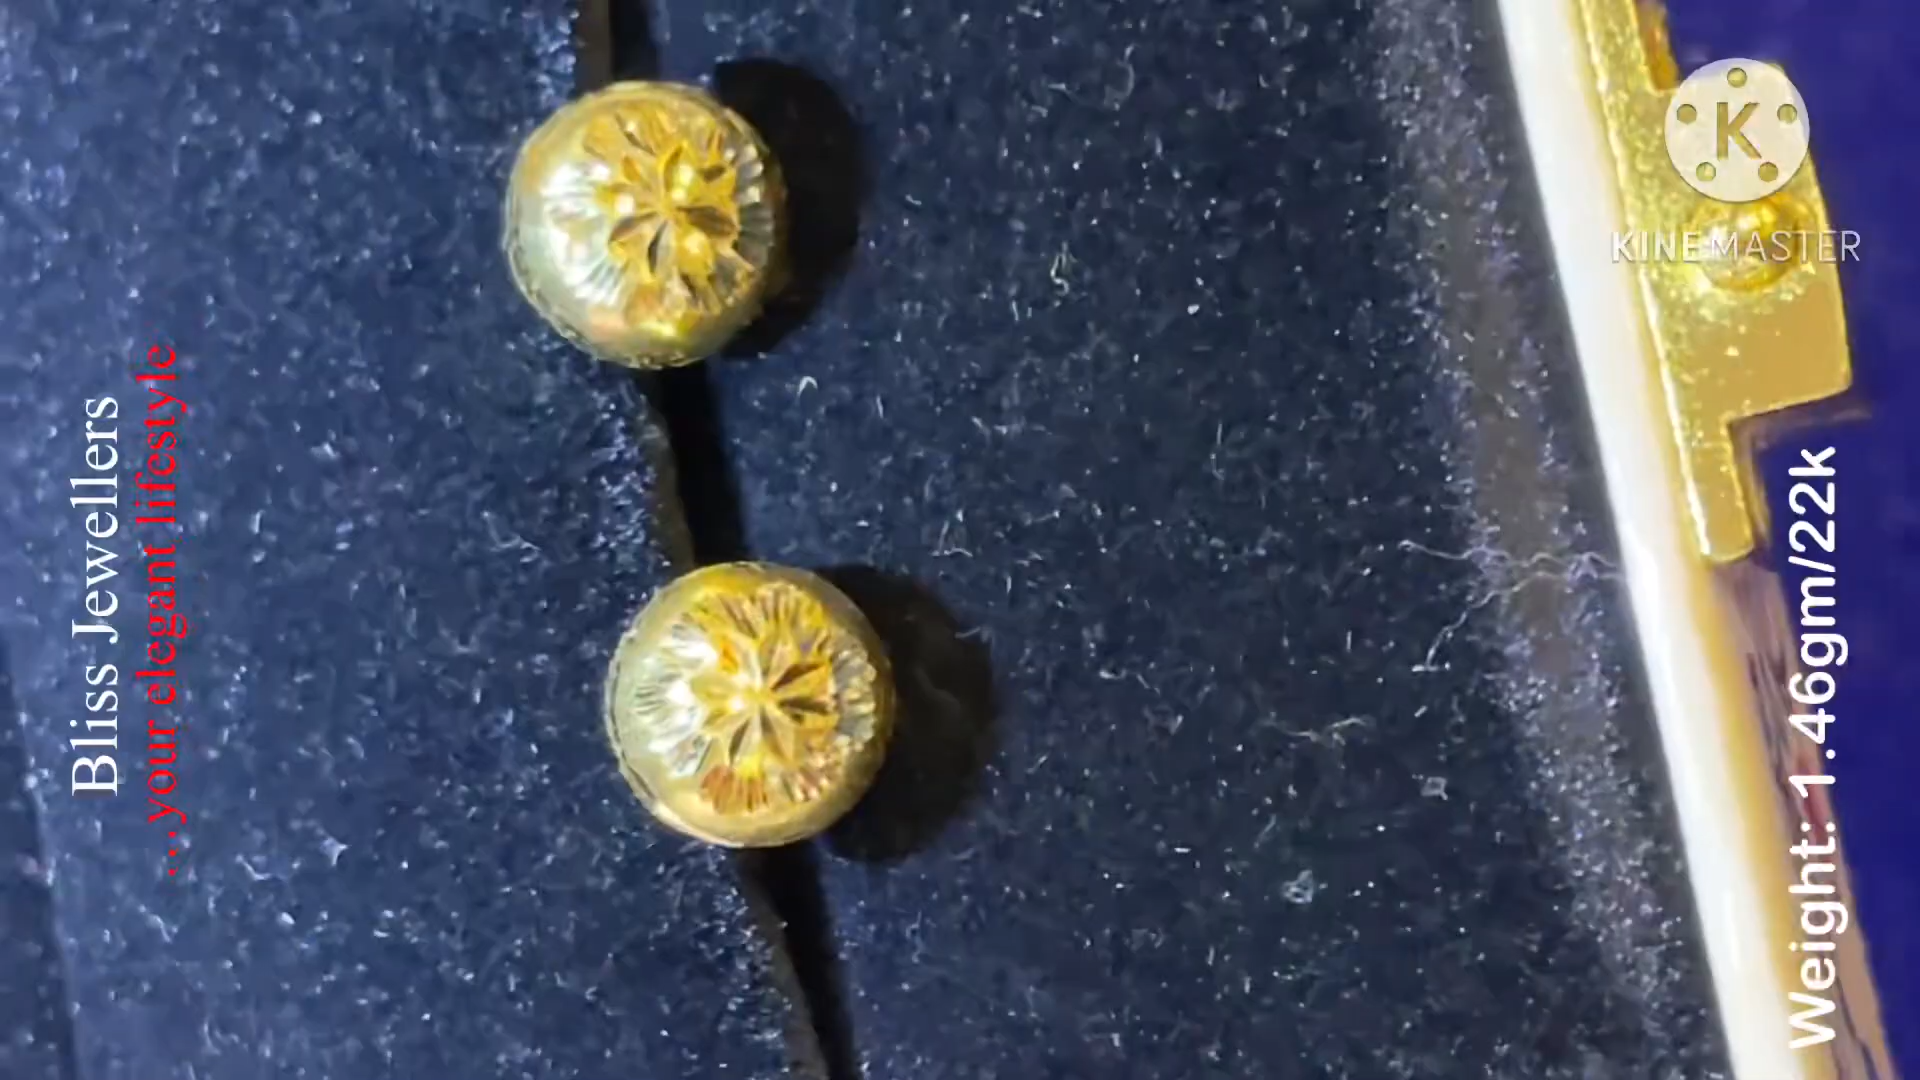 Bliss Jewellers
...your elegant lifestyle
K
KINEMASTER
Weight: 1.46gm/22k